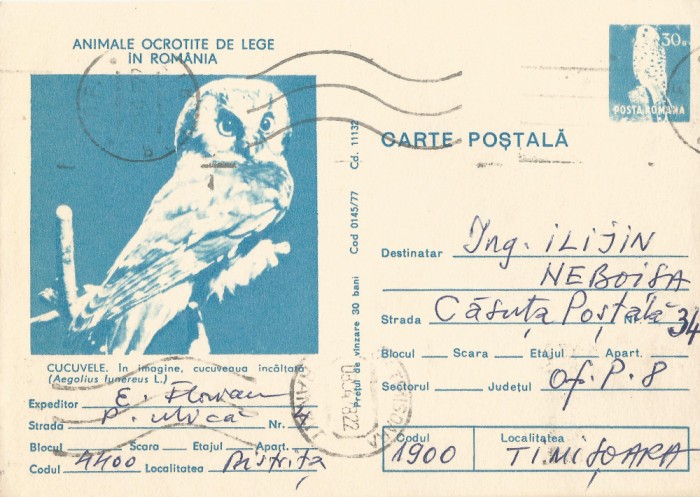 ANIMALE OCROTITE DE LEGE
ÎN ROMÂNIA
30 B
POSTA ROMANA
CARTE POȘTALĂ
Cod 0145/77 Cd. 11132
Prețul de vînzare 30 bani
CUCUVELE. În imagine, cucuveaua încălțată
(Aegolius funereus L.)
Expeditor E. Florian
Strada P. Nr. 4
Blocul Scara Etajul Apart.
Codul 4400 Localitatea Bistrița
Destinatar Ing. ILIJIN
NEBOISA
Strada Căsuța Poștală Nr. 34
Blocul Scara Etajul Apart.
Sectorul Județul Of. P. 8
Codul Localitatea
1900 TIMIȘOARA